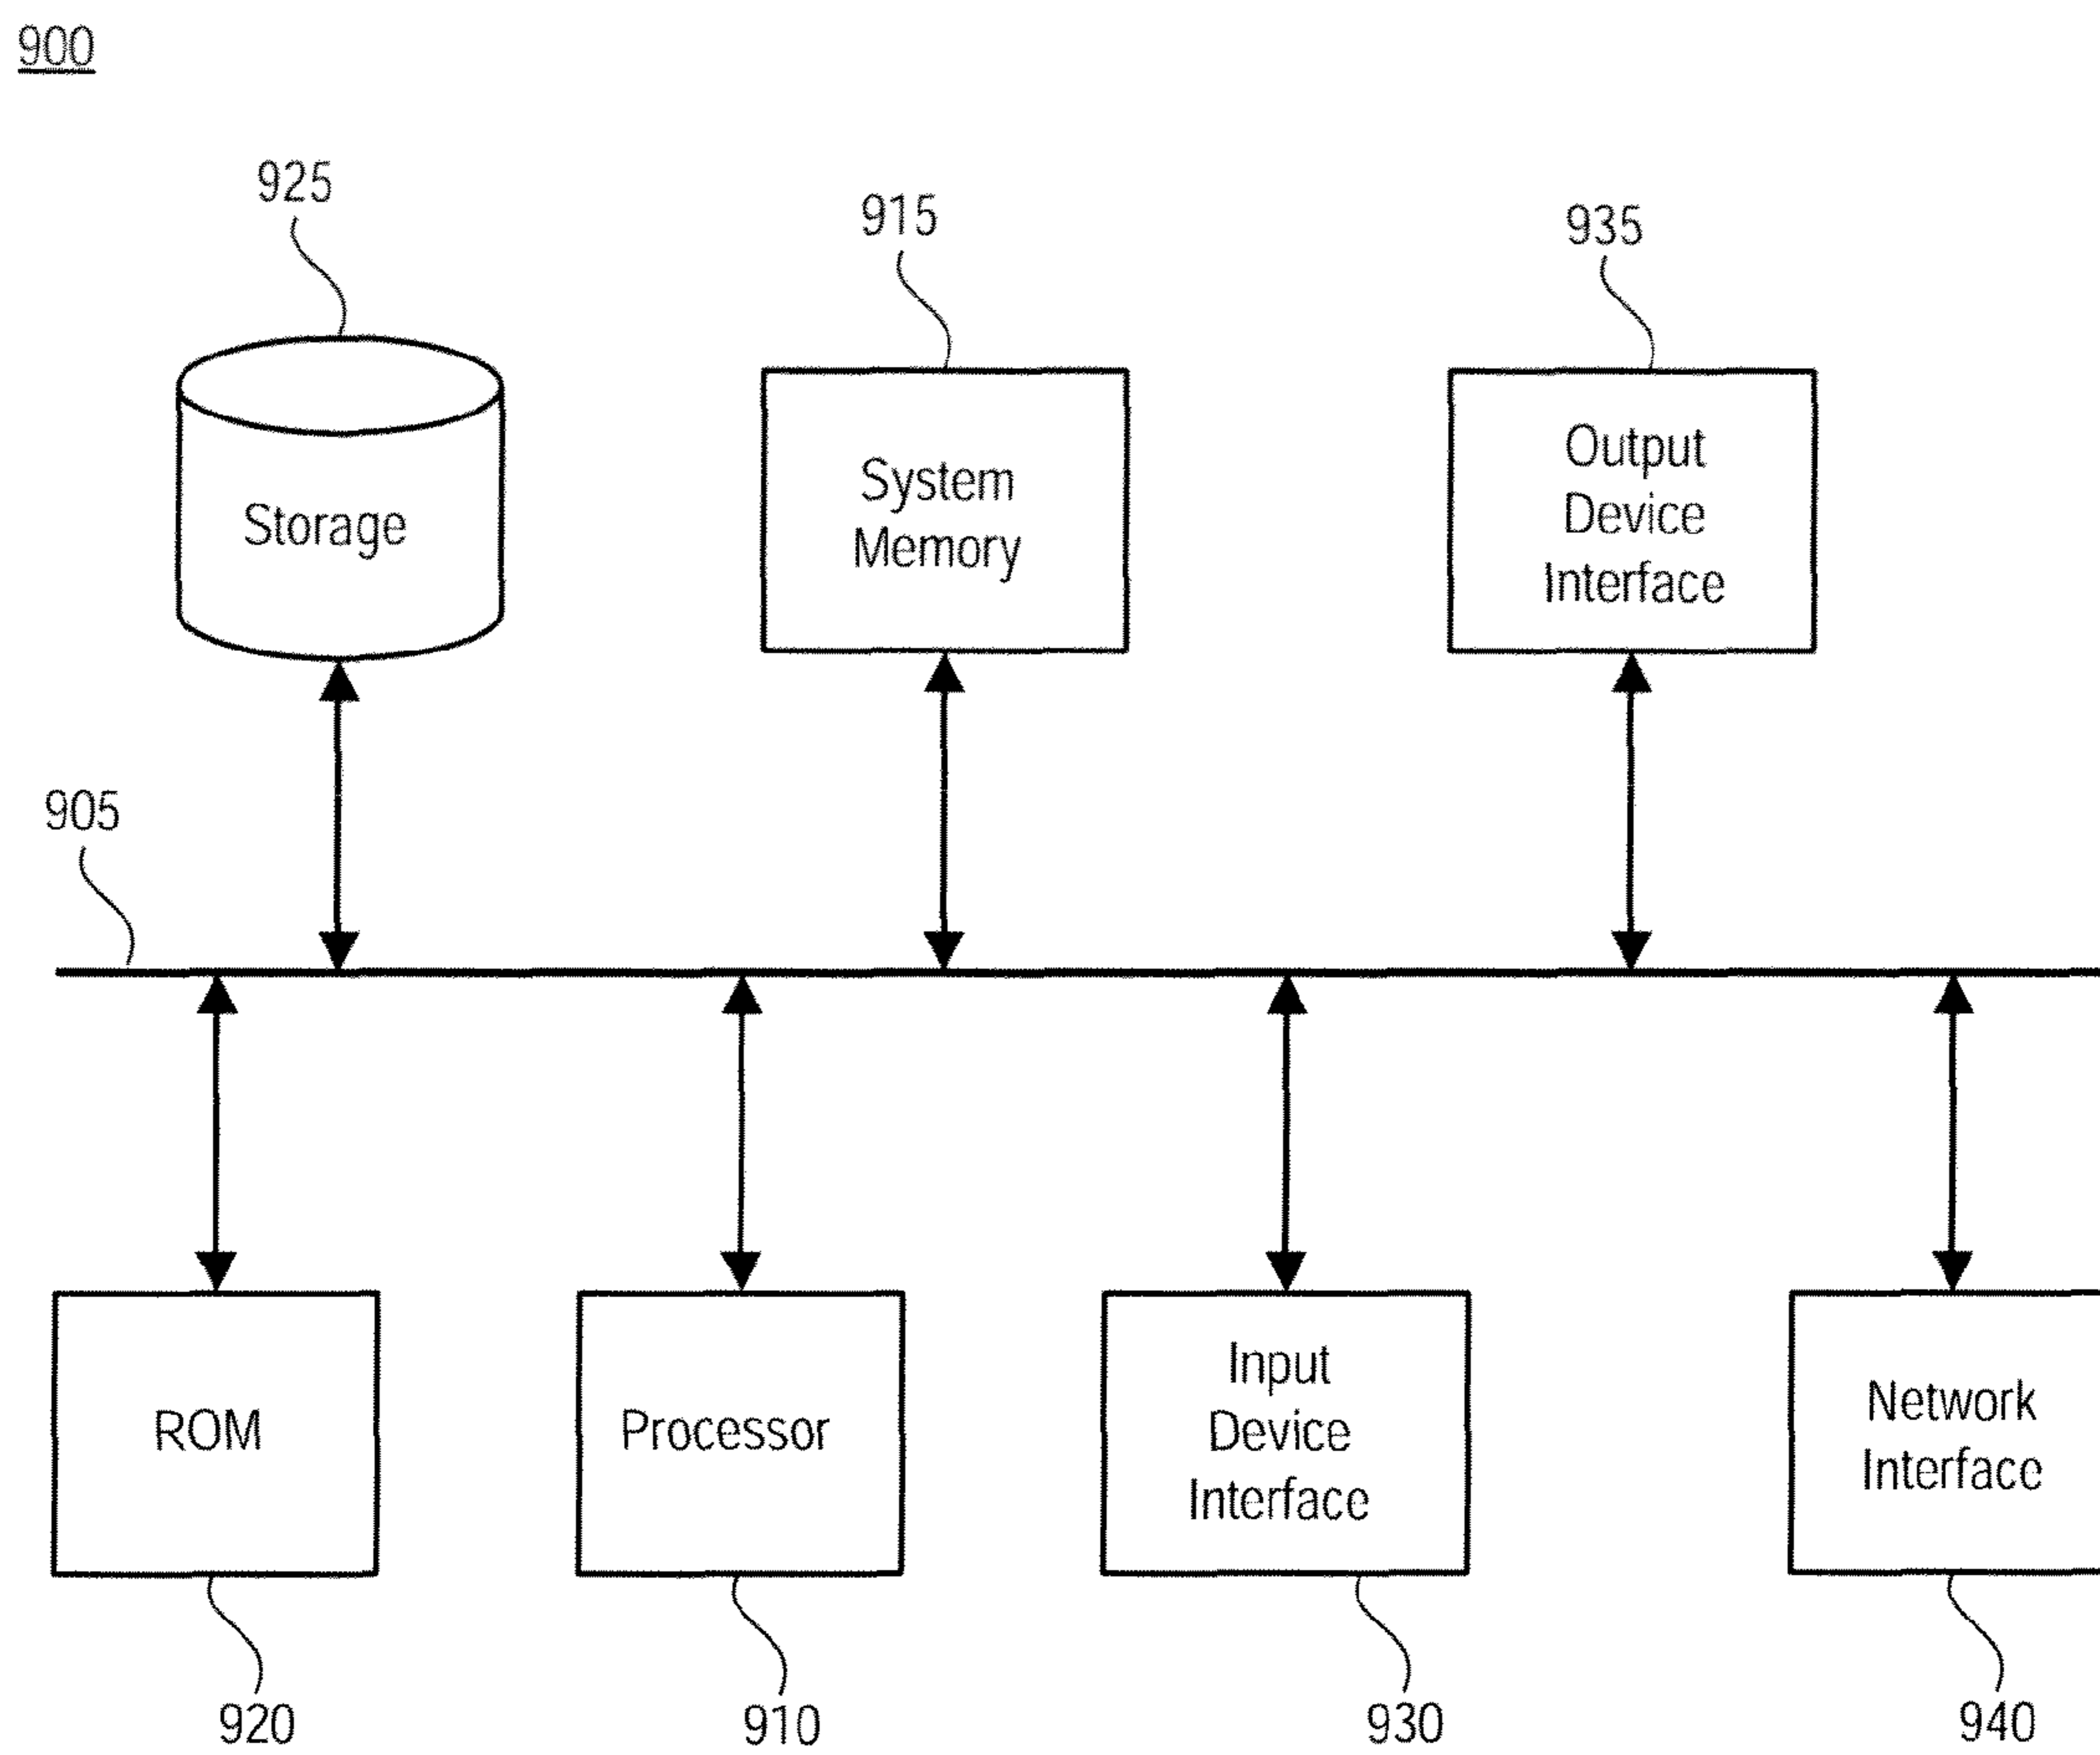 900
925
915
935
Storage
System
Memory
Output
Device
Interface
905
ROM
Processor
Input
Device
Interface
Network
Interface
920
910
930
940